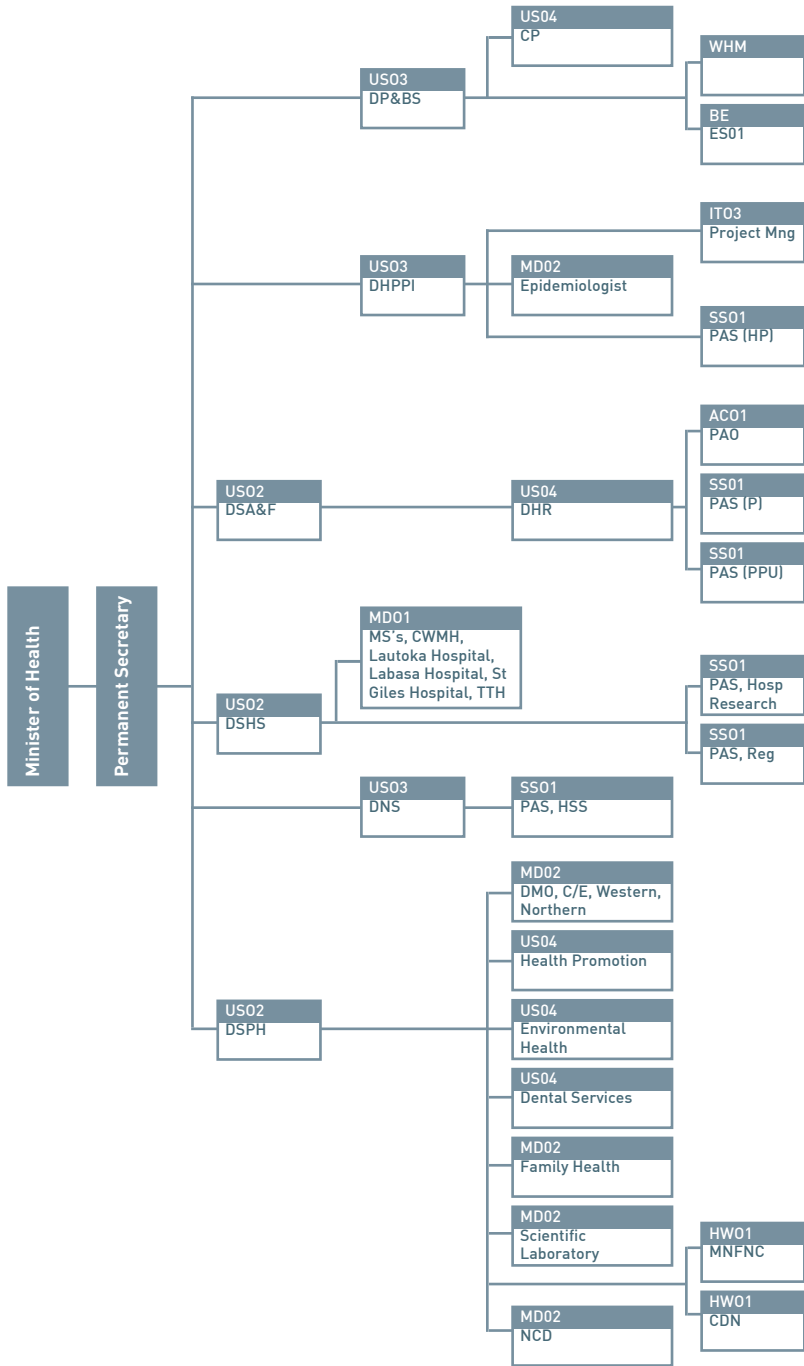 US04
CP
WHM
US03
DP&BS
BE
ES01
IT03
Project Mng
US03
DHPPI
MD02
Epidemiologist
SS01
PAS (HP)
AC01
PAO
US02
DSA&F
US04
DHR
SS01
PAS (P)
SS01
PAS (PPU)
Minister of Health
Permanent Secretary
MD01
MS's, CWMH,
Lautoka Hospital,
Labasa Hospital, St
Giles Hospital, TTH
US02
DSHS
SS01
PAS, Hosp
Research
SS01
PAS, Reg
US03
DNS
SS01
PAS, HSS
MD02
DMO, C/E, Western,
Northern
US04
Health Promotion
US02
DSPH
US04
Environmental
Health
US04
Dental Services
MD02
Family Health
MD02
Scientific
Laboratory
HW01
MNFNC
HW01
CDN
MD02
NCD